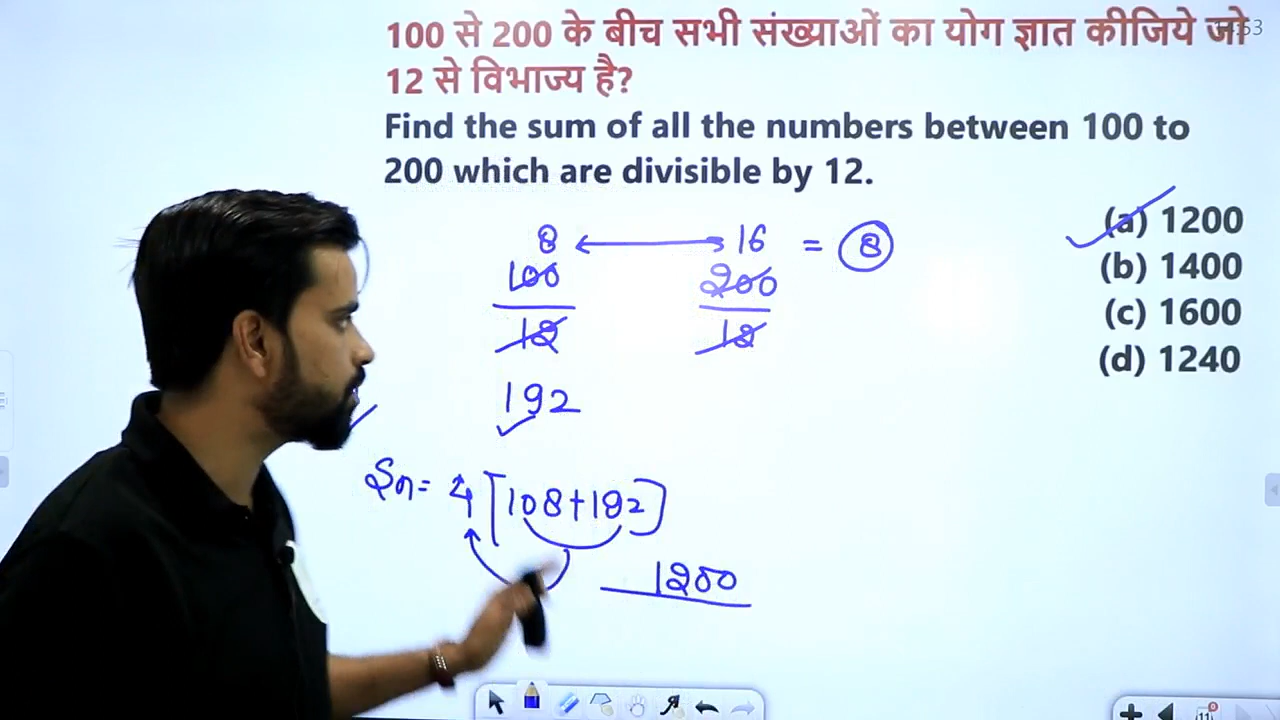 100 से 200 के बीच सभी संख्याओं का योग ज्ञात कीजिये जो
12 से विभाज्य है?
Find the sum of all the numbers between 100 to
200 which are divisible by 12.
(a) 1200
(b) 1400
(c) 1600
(d) 1240
8 16 = 8
100 200
12 12
192
Sn= 4[108+192]
1200